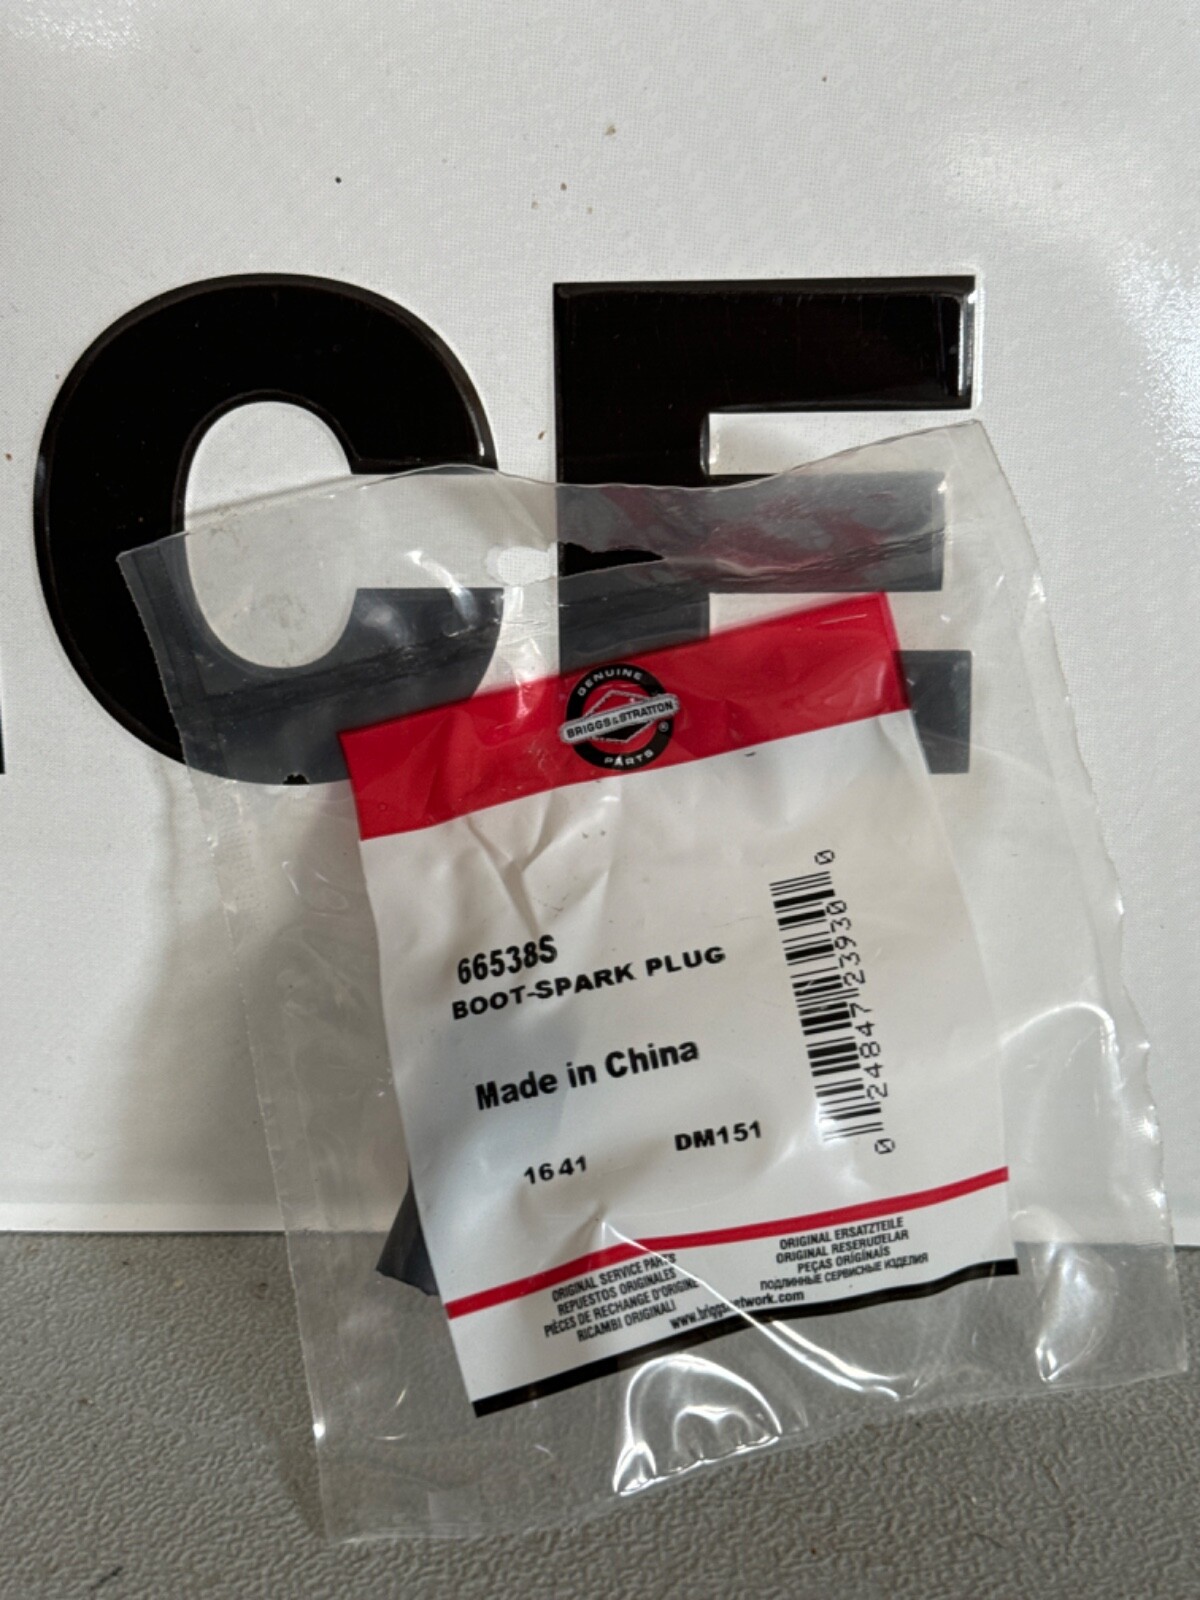 CE
GENUINE
BRIGGS&STRATTON
®
PARTS
66538S
BOOT-SPARK PLUG
Made in China
1641
DM151
0 24847 23930 0
ORIGINAL SERVICE PARTS
REPUESTOS ORIGINALES
PIÈCES DE RECHANGE D'ORIGINE
RICAMBI ORIGINALI
ORIGINAL ERSATZTEILE
ORIGINAL RESERVDELAR
PEÇAS ORIGINAIS
ПОДЛИННЫЕ СЕРВИСНЫЕ ИЗДЕЛИЯ